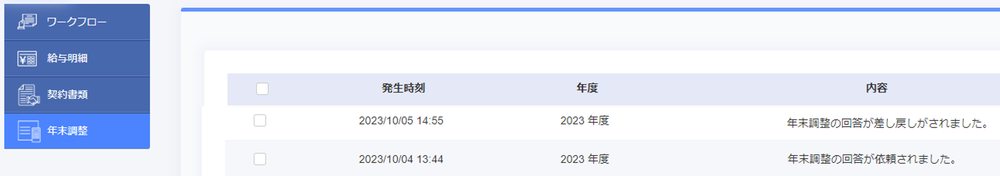 ワークフロー
給与明細
契約書類
年末調整
発生時刻 年度 内容
2023/10/05 14:55 2023 年度 年末調整の回答が差し戻しがされました。
2023/10/04 13:44 2023 年度 年末調整の回答が依頼されました。